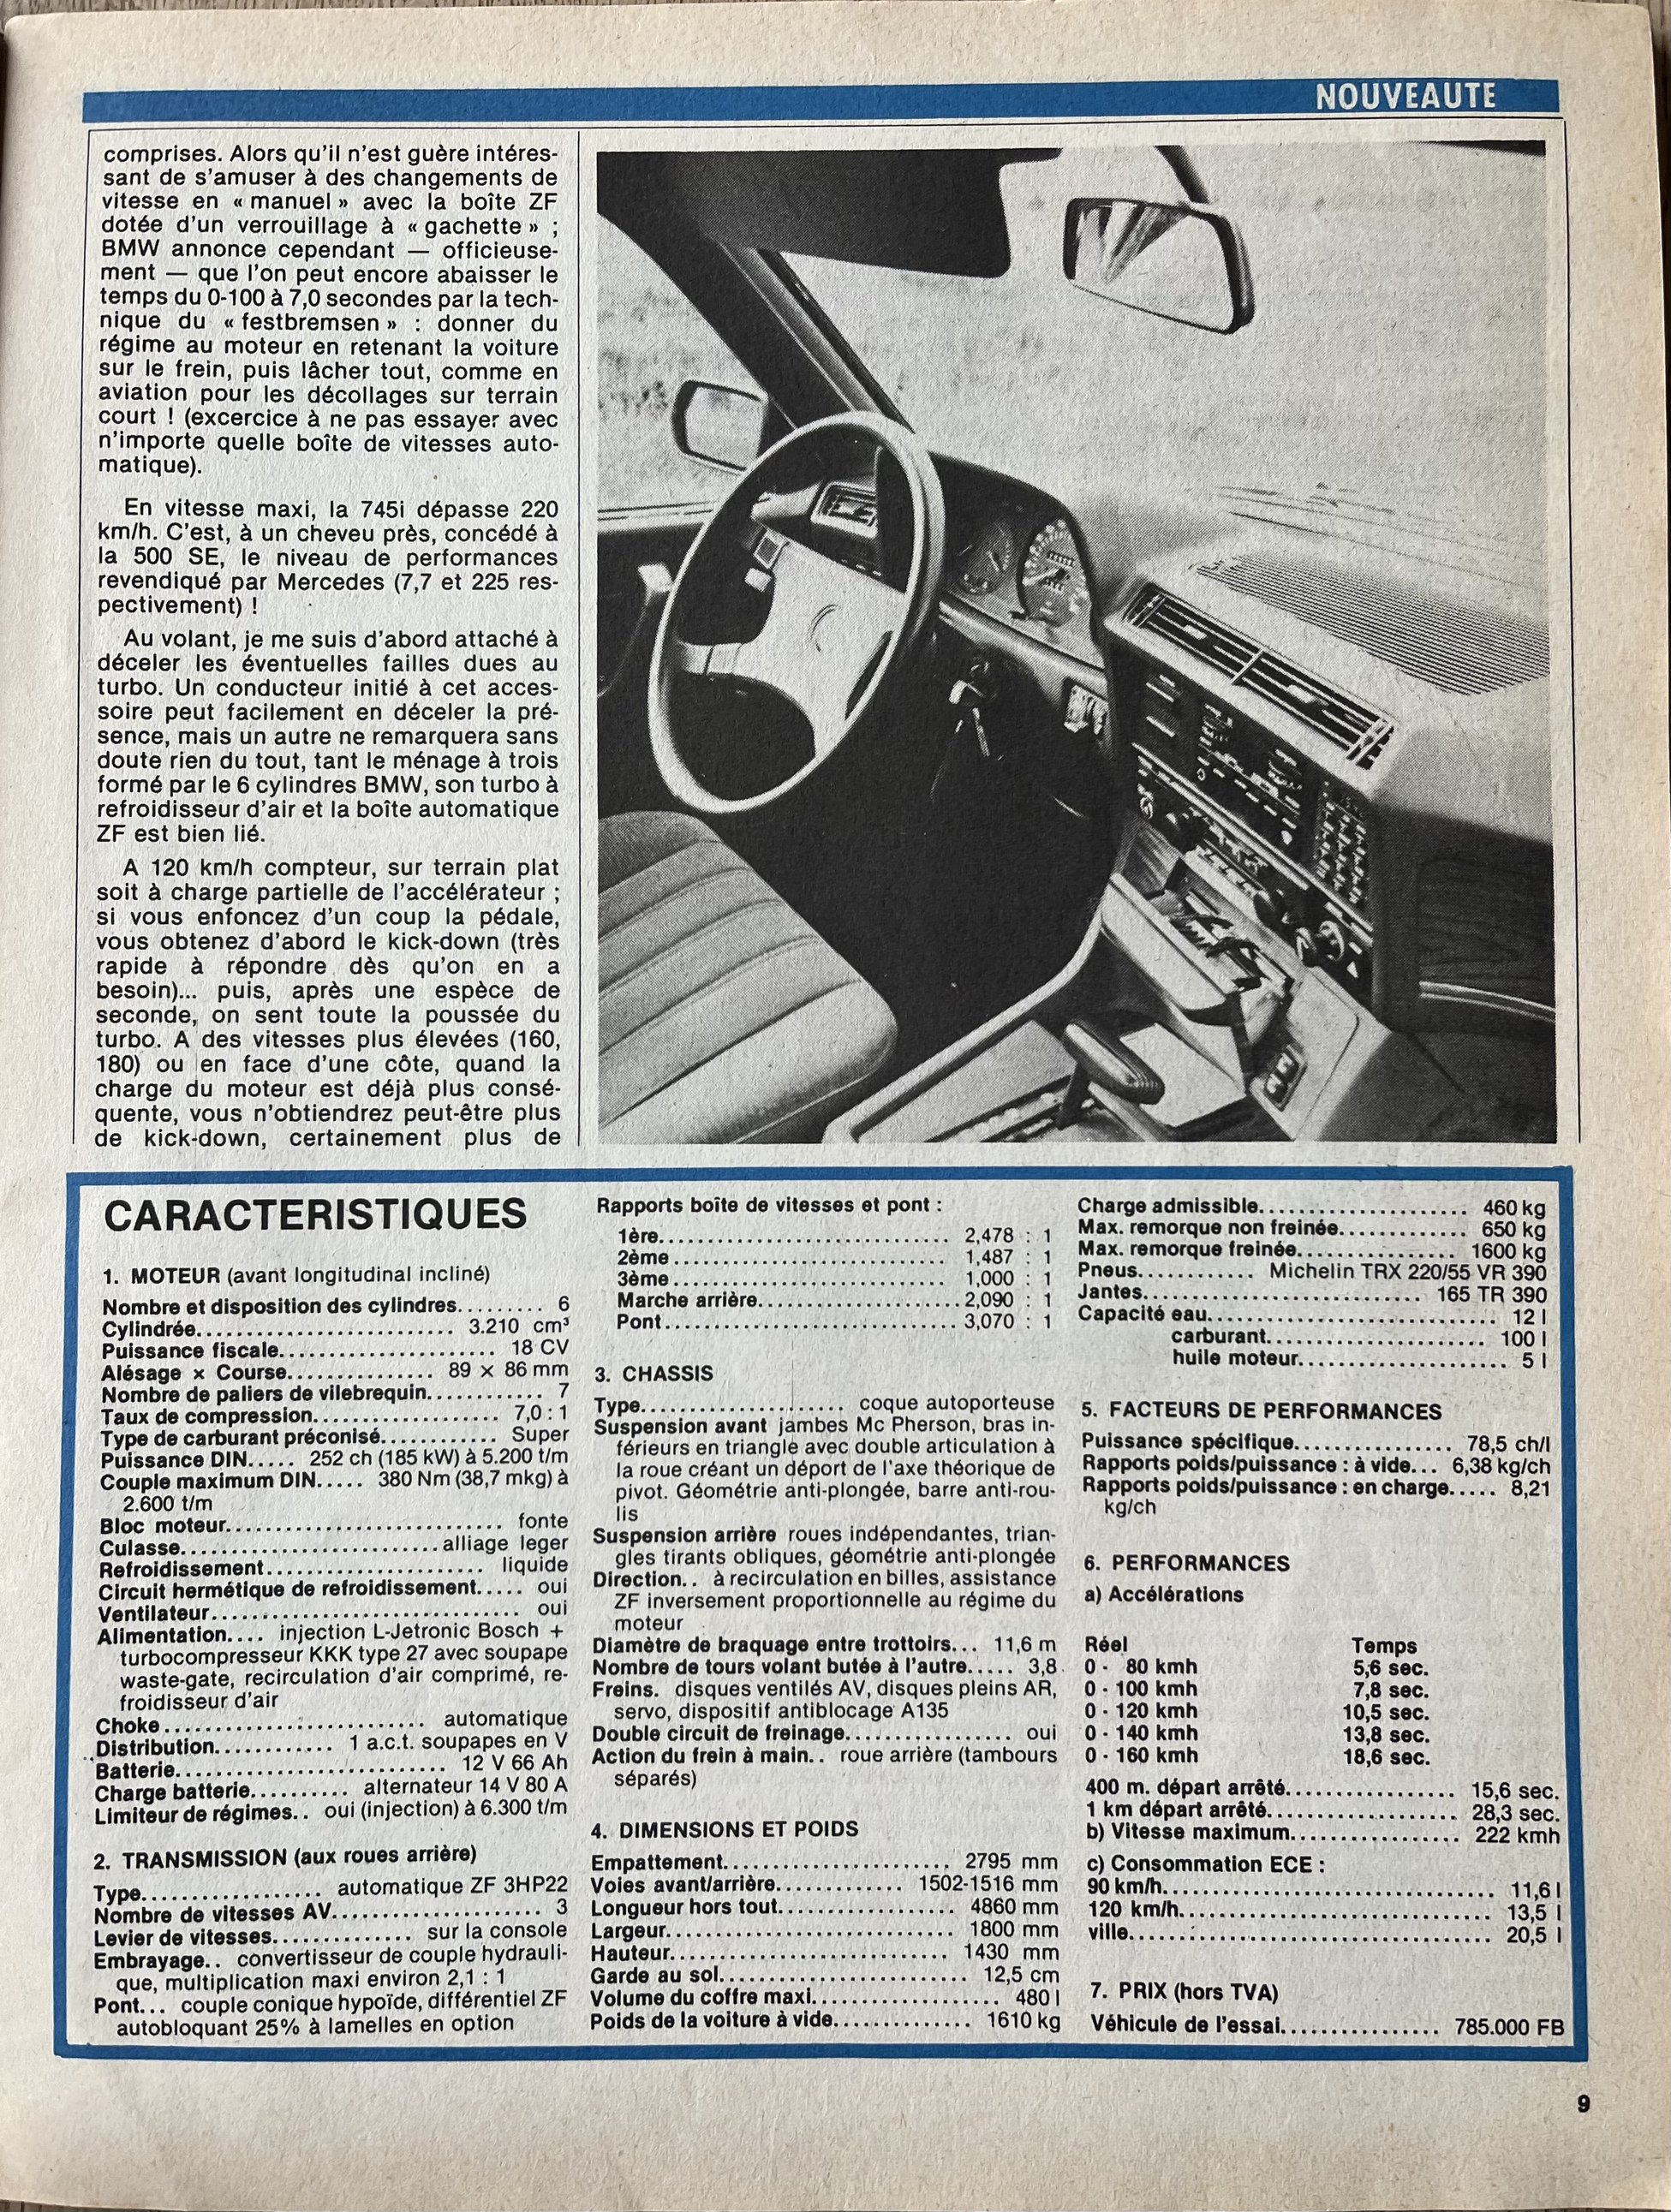 NOUVEAUTE
comprises. Alors qu'il n'est guère intéres-
sant de s'amuser à des changements de
vitesse en « manuel » avec la boîte ZF
dotée d'un verrouillage à « gachette » ;
BMW annonce cependant — officieuse-
ment — que l'on peut encore abaisser le
temps du 0-100 à 7,0 secondes par la tech-
nique du « festbremsen » : donner du
régime au moteur en retenant la voiture
sur le frein, puis lâcher tout, comme en
aviation pour les décollages sur terrain
court ! (excercice à ne pas essayer avec
n'importe quelle boîte de vitesses auto-
matique).
En vitesse maxi, la 745i dépasse 220
km/h. C'est, à un cheveu près, concédé à
la 500 SE, le niveau de performances
revendiqué par Mercedes (7,7 et 225 res-
pectivement) !
Au volant, je me suis d'abord attaché à
déceler les éventuelles failles dues au
turbo. Un conducteur initié à cet acces-
soire peut facilement en déceler la pré-
sence, mais un autre ne remarquera sans
doute rien du tout, tant le ménage à trois
formé par le 6 cylindres BMW, son turbo à
refroidisseur d'air et la boîte automatique
ZF est bien lié.
A 120 km/h compteur, sur terrain plat
soit à charge partielle de l'accélérateur ;
si vous enfoncez d'un coup la pédale,
vous obtenez d'abord le kick-down (très
rapide à répondre dès qu'on en a
besoin)... puis, après une espèce de
seconde, on sent toute la poussée du
turbo. A des vitesses plus élevées (160,
180) ou en face d'une côte, quand la
charge du moteur est déjà plus consé-
quente, vous n'obtiendrez peut-être plus
de kick-down, certainement plus de
CARACTERISTIQUES
1. MOTEUR (avant longitudinal incliné)
Nombre et disposition des cylindres......... 6
Cylindrée.......................... 3.210 cm³
Puissance fiscale...................... 18 CV
Alésage × Course............... 89 × 86 mm
Nombre de paliers de vilebrequin............ 7
Taux de compression................... 7,0 : 1
Type de carburant préconisé............ Super
Puissance DIN..... 252 ch (185 kW) à 5.200 t/m
Couple maximum DIN..... 380 Nm (38,7 mkg) à
2.600 t/m
Bloc moteur............................ fonte
Culasse..........................alliage leger
Refroidissement...................... liquide
Circuit hermétique de refroidissement..... oui
Ventilateur............................... oui
Alimentation.... injection L-Jetronic Bosch +
turbocompresseur KKK type 27 avec soupape
waste-gate, recirculation d'air comprimé, re-
froidisseur d'air
Choke.......................... automatique
Distribution............ 1 a.c.t. soupapes en V
Batterie........................... 12 V 66 Ah
Charge batterie.......... alternateur 14 V 80 A
Limiteur de régimes.. oui (injection) à 6.300 t/m
2. TRANSMISSION (aux roues arrière)
Type.................. automatique ZF 3HP22
Nombre de vitesses AV..................... 3
Levier de vitesses.............. sur la console
Embrayage.. convertisseur de couple hydrauli-
que, multiplication maxi environ 2,1 : 1
Pont... couple conique hypoïde, différentiel ZF
autobloquant 25% à lamelles en option
Rapports boîte de vitesses et pont :
1ère............................. 2,478 : 1
2ème........................... 1,487 : 1
3ème........................... 1,000 : 1
Marche arrière....................2,090 : 1
Pont.............................3,070 : 1
3. CHASSIS
Type....................... coque autoporteuse
Suspension avant jambes Mc Pherson, bras in-
férieurs en triangle avec double articulation à
la roue créant un déport de l'axe théorique de
pivot. Géométrie anti-plongée, barre anti-rou-
lis
Suspension arrière roues indépendantes, trian-
gles tirants obliques, géométrie anti-plongée
Direction.. à recirculation en billes, assistance
ZF inversement proportionnelle au régime du
moteur
Diamètre de braquage entre trottoirs... 11,6 m
Nombre de tours volant butée à l'autre..... 3,8
Freins. disques ventilés AV, disques pleins AR,
servo, dispositif antiblocage A135
Double circuit de freinage................. oui
Action du frein à main.. roue arrière (tambours
séparés)
4. DIMENSIONS ET POIDS
Empattement....................... 2795 mm
Voies avant/arrière............. 1502-1516 mm
Longueur hors tout.................. 4860 mm
Largeur............................ 1800 mm
Hauteur............................ 1430 mm
Garde au sol......................... 12,5 cm
Volume du coffre maxi................... 480 l
Poids de la voiture à vide.............. 1610 kg
Charge admissible..................... 460 kg
Max. remorque non freinée............. 650 kg
Max. remorque freinée................ 1600 kg
Pneus............ Michelin TRX 220/55 VR 390
Jantes............................... 165 TR 390
Capacité eau............................. 12 l
carburant....................... 100 l
huile moteur..................... 5 l
5. FACTEURS DE PERFORMANCES
Puissance spécifique................ 78,5 ch/l
Rapports poids/puissance : à vide... 6,38 kg/ch
Rapports poids/puissance : en charge..... 8,21
kg/ch
6. PERFORMANCES
a) Accélérations
Réel Temps
0 - 80 kmh 5,6 sec.
0 - 100 kmh 7,8 sec.
0 - 120 kmh 10,5 sec.
0 - 140 kmh 13,8 sec.
0 - 160 kmh 18,6 sec.
400 m. départ arrêté................. 15,6 sec.
1 km départ arrêté................... 28,3 sec.
b) Vitesse maximum................. 222 kmh
c) Consommation ECE :
90 km/h................................. 11,6 l
120 km/h............................... 13,5 l
ville.................................... 20,5 l
7. PRIX (hors TVA)
Véhicule de l'essai................ 785.000 FB
9